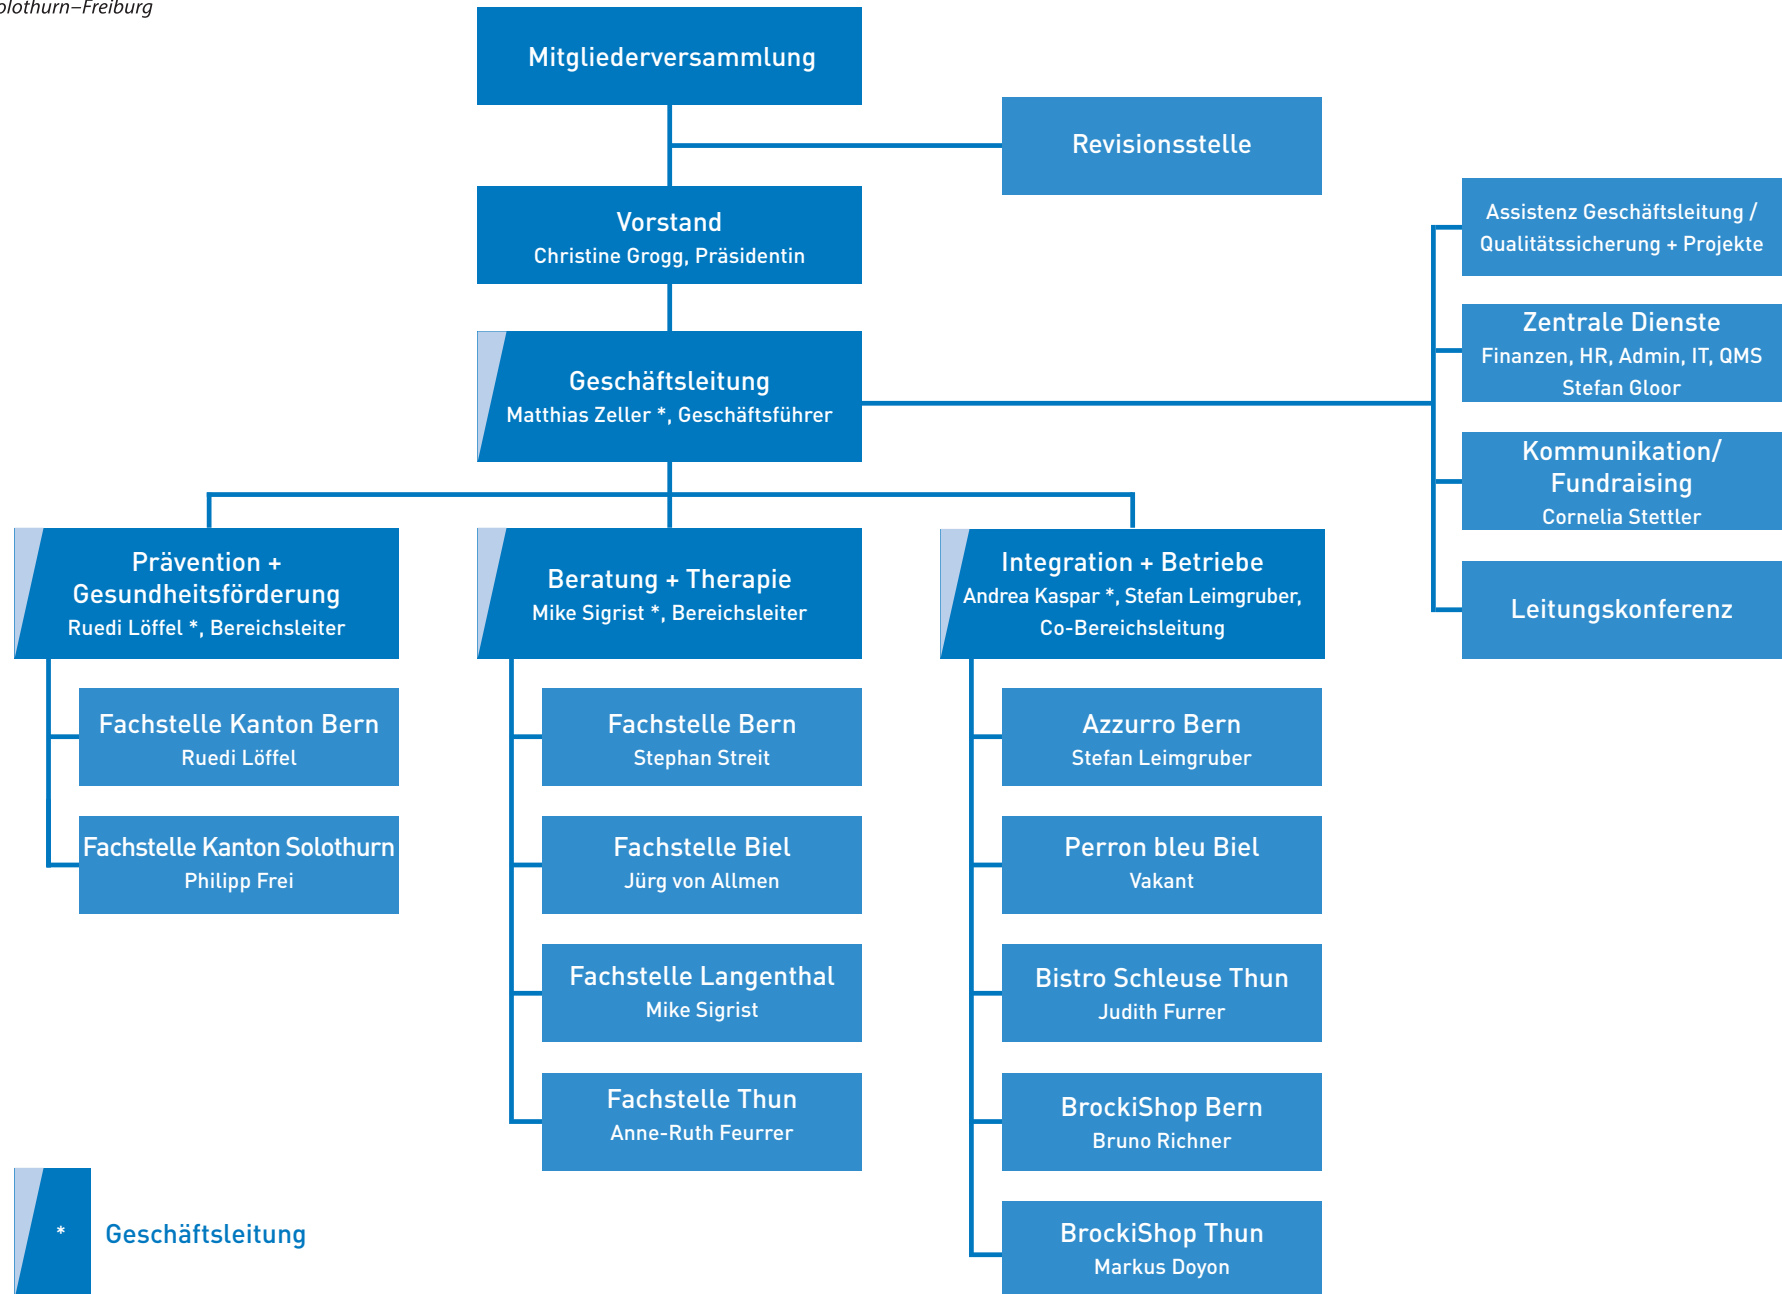 Mitgliederversammlung
Revisionsstelle
Vorstand
Christine Grogg, Präsidentin
Geschäftsleitung
Matthias Zeller *, Geschäftsführer
Assistenz Geschäftsleitung /
Qualitätssicherung + Projekte
Zentrale Dienste
Finanzen, HR, Admin, IT, QMS
Stefan Gloor
Kommunikation/
Fundraising
Cornelia Stettler
Leitungskonferenz
Prävention +
Gesundheitsförderung
Ruedi Löffel *, Bereichsleiter
Fachstelle Kanton Bern
Ruedi Löffel
Fachstelle Kanton Solothurn
Philipp Frei
Beratung + Therapie
Mike Sigrist *, Bereichsleiter
Fachstelle Bern
Stephan Streit
Fachstelle Biel
Jürg von Allmen
Fachstelle Langenthal
Mike Sigrist
Fachstelle Thun
Anne-Ruth Feurrer
Integration + Betriebe
Andrea Kaspar *, Stefan Leimgruber,
Co-Bereichsleitung
Azzurro Bern
Stefan Leimgruber
Perron bleu Biel
Vakant
Bistro Schleuse Thun
Judith Furrer
BrockiShop Bern
Bruno Richner
BrockiShop Thun
Markus Doyon
* Geschäftsleitung